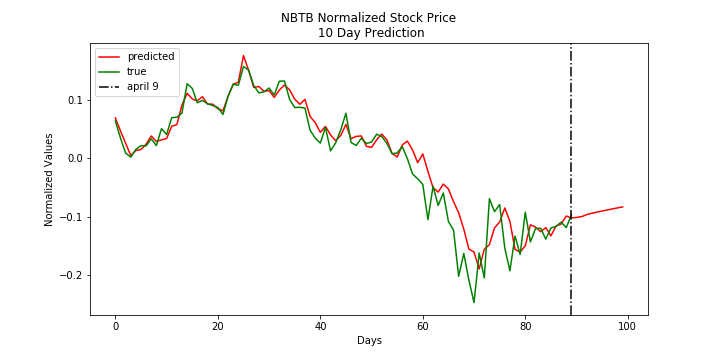 NBTB Normalized Stock Price
10 Day Prediction
predicted
true
april 9
Normalized Values
0.1
0.0
−0.1
−0.2
0
20
40
60
80
100
Days